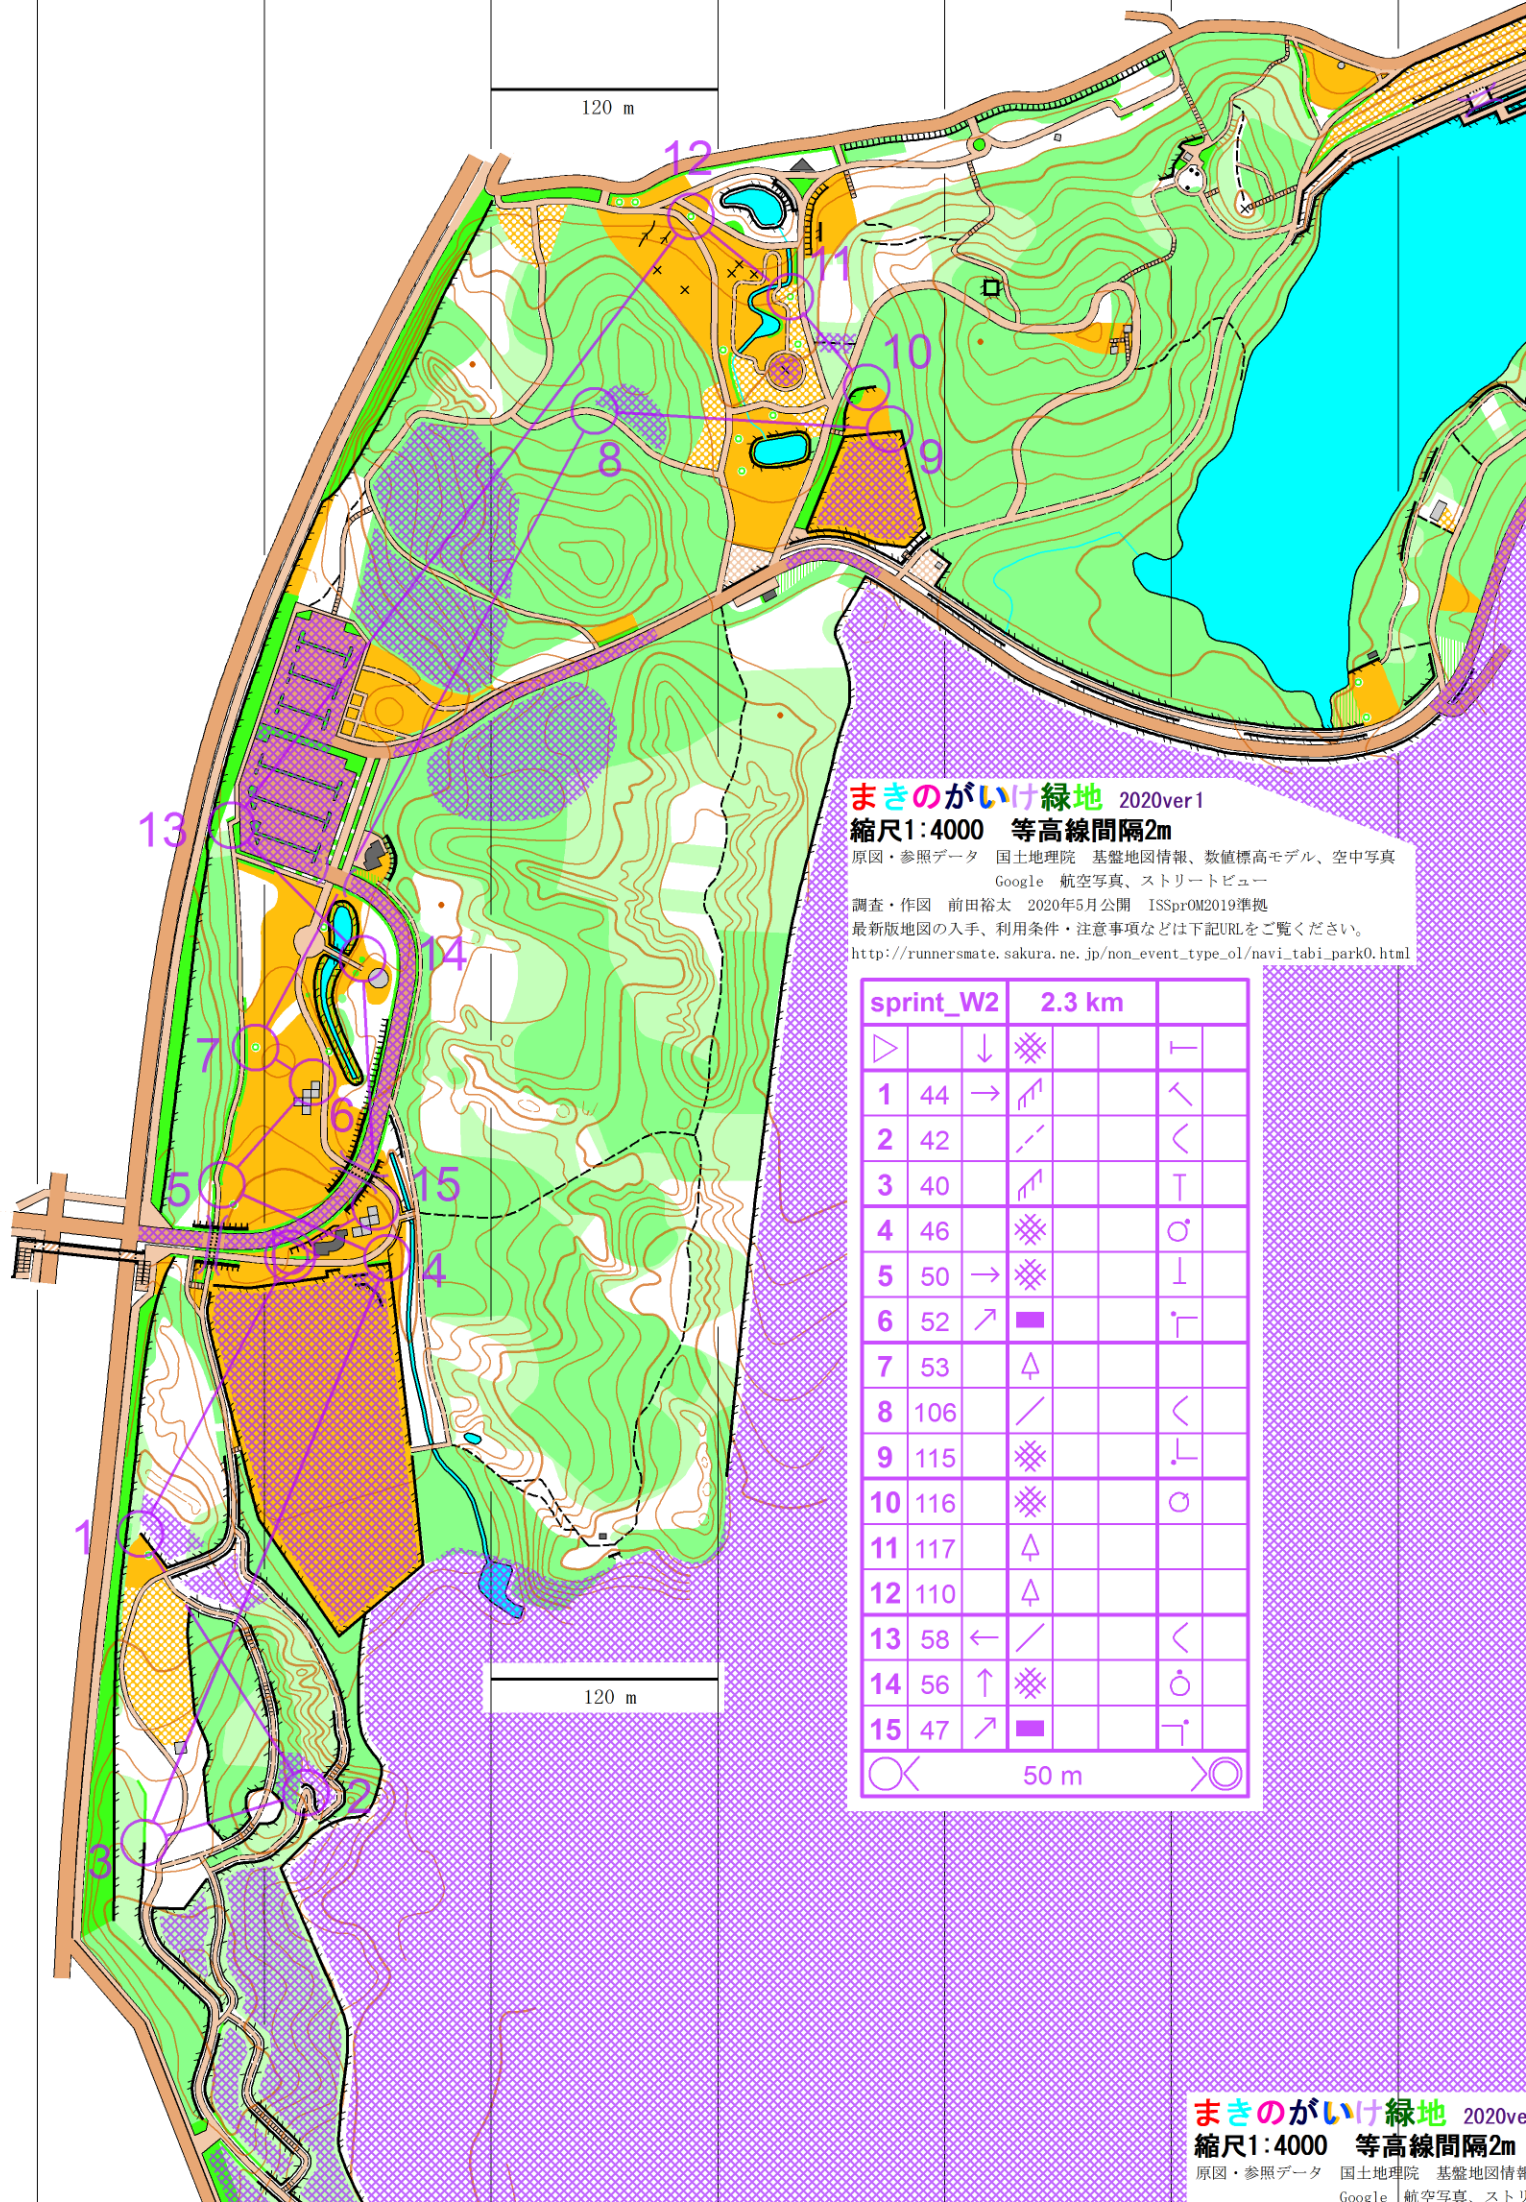 120 m
12
11
10
9
8
13
14
7
6
5
15
4
1
2
3
まきのがいけ緑地 2020ver1
縮尺1:4000 等高線間隔2m
原図・参照データ 国土地理院 基盤地図情報、数値標高モデル、空中写真
Google 航空写真、ストリートビュー
調査・作図 前田裕太 2020年5月公開 ISSprOM2019準拠
最新版地図の入手、利用条件・注意事項などは下記URLをご覧ください。
http://runnersmate.sakura.ne.jp/non_event_type_ol/navi_tabi_park0.html
sprint_W2 2.3 km
1 44
2 42
3 40
4 46
5 50
6 52
7 53
8 106
9 115
10 116
11 117
12 110
13 58
14 56
15 47
50 m
120 m
まきのがいけ緑地 2020ve
縮尺1:4000 等高線間隔2m
原図・参照データ 国土地理院 基盤地図情報
Google 航空写真、ストリ